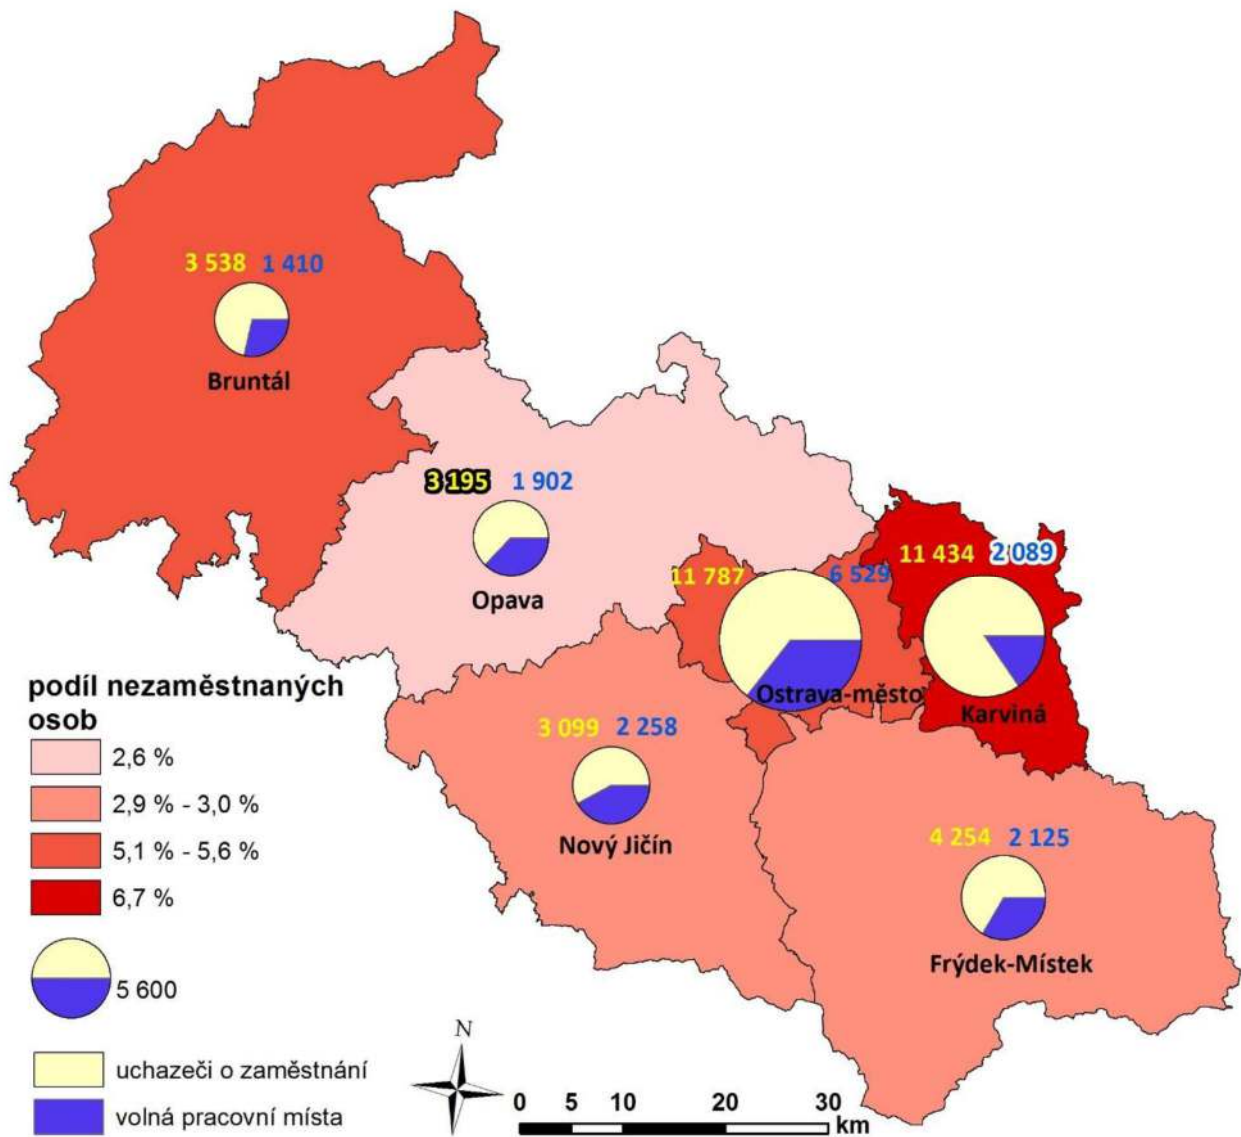 3 538 1 410
Bruntál
3 195 1 902
Opava
11 434 2 089
11 787 6 529
Ostrava-město
Karviná
podíl nezaměstnaných
osob
2,6 %
2,9 % - 3,0 %
5,1 % - 5,6 %
6,7 %
3 099 2 258
Nový Jičín
4 254 2 125
Frýdek-Místek
5 600
uchazeči o zaměstnání
volná pracovní místa
N
0 5 10 20 30
km